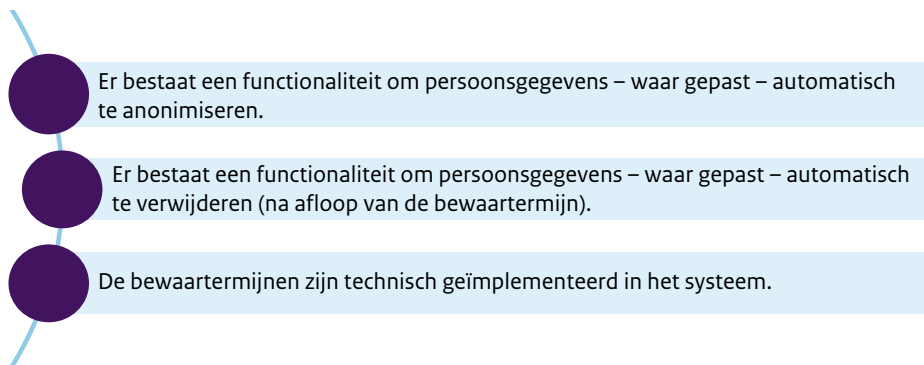 Er bestaat een functionaliteit om persoonsgegevens – waar gepast – automatisch
te anonimiseren.
Er bestaat een functionaliteit om persoonsgegevens – waar gepast – automatisch
te verwijderen (na afloop van de bewaartermijn).
De bewaartermijnen zijn technisch geïmplementeerd in het systeem.